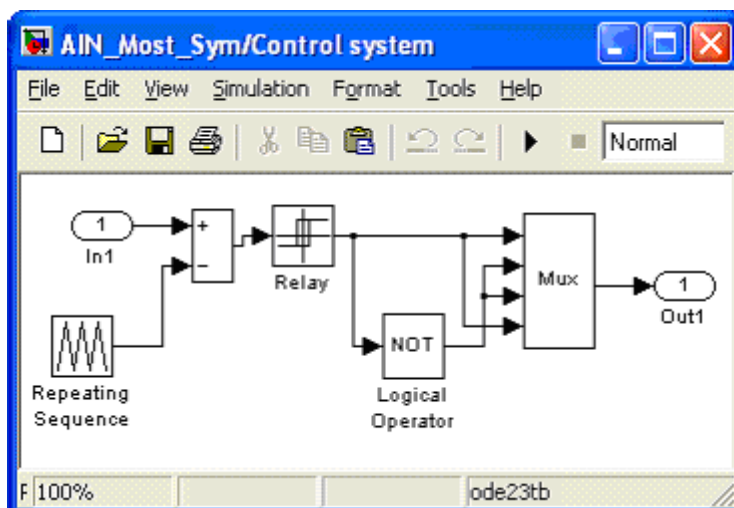 AIN_Most_Sym/Control system
File Edit View Simulation Format Tools Help
Normal
1
In1
+
−
Relay
Repeating
Sequence
NOT
Logical
Operator
Mux
1
Out1
F 100% ode23tb